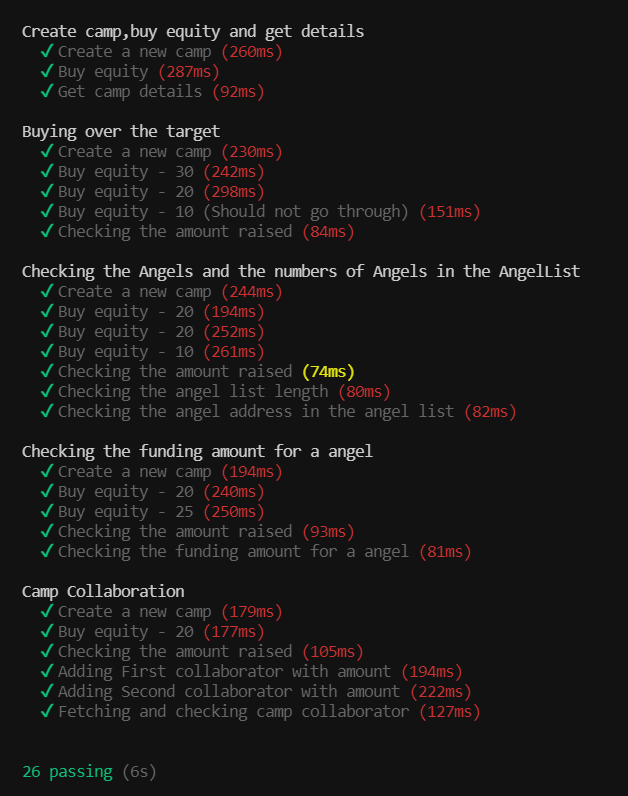 Create camp,buy equity and get details
✓ Create a new camp (260ms)
✓ Buy equity (287ms)
✓ Get camp details (92ms)
Buying over the target
✓ Create a new camp (230ms)
✓ Buy equity - 30 (242ms)
✓ Buy equity - 20 (298ms)
✓ Buy equity - 10 (Should not go through) (151ms)
✓ Checking the amount raised (84ms)
Checking the Angels and the numbers of Angels in the AngelList
✓ Create a new camp (244ms)
✓ Buy equity - 20 (194ms)
✓ Buy equity - 20 (252ms)
✓ Buy equity - 10 (261ms)
✓ Checking the amount raised (74ms)
✓ Checking the angel list length (80ms)
✓ Checking the angel address in the angel list (82ms)
Checking the funding amount for a angel
✓ Create a new camp (194ms)
✓ Buy equity - 20 (240ms)
✓ Buy equity - 25 (250ms)
✓ Checking the amount raised (93ms)
✓ Checking the funding amount for a angel (81ms)
Camp Collaboration
✓ Create a new camp (179ms)
✓ Buy equity - 20 (177ms)
✓ Checking the amount raised (105ms)
✓ Adding First collaborator with amount (194ms)
✓ Adding Second collaborator with amount (222ms)
✓ Fetching and checking camp collaborator (127ms)
26 passing (6s)